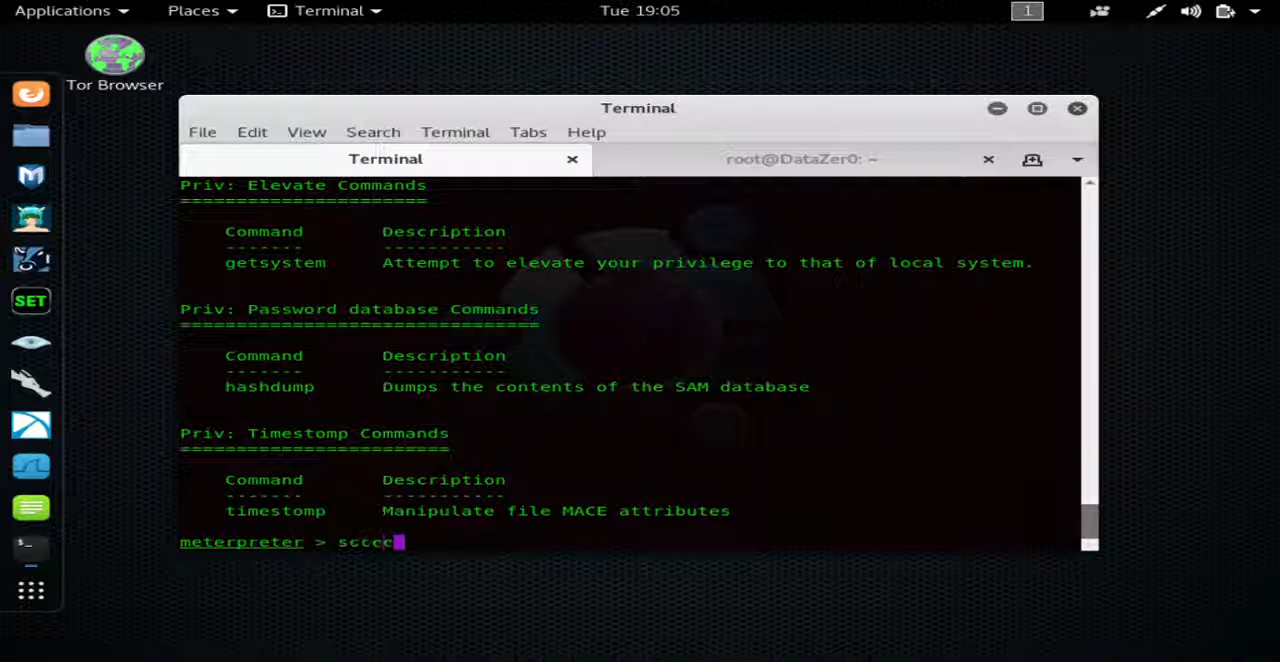 Applications Places Terminal Tue 19:05 1
Tor Browser
Terminal
File Edit View Search Terminal Tabs Help
Terminal root@DataZer0: ~
Priv: Elevate Commands
======================
Command Description
------- -----------
getsystem Attempt to elevate your privilege to that of local system.
Priv: Password database Commands
================================
Command Description
------- -----------
hashdump Dumps the contents of the SAM database
SET
Priv: Timestomp Commands
========================
Command Description
------- -----------
timestomp Manipulate file MACE attributes
meterpreter >